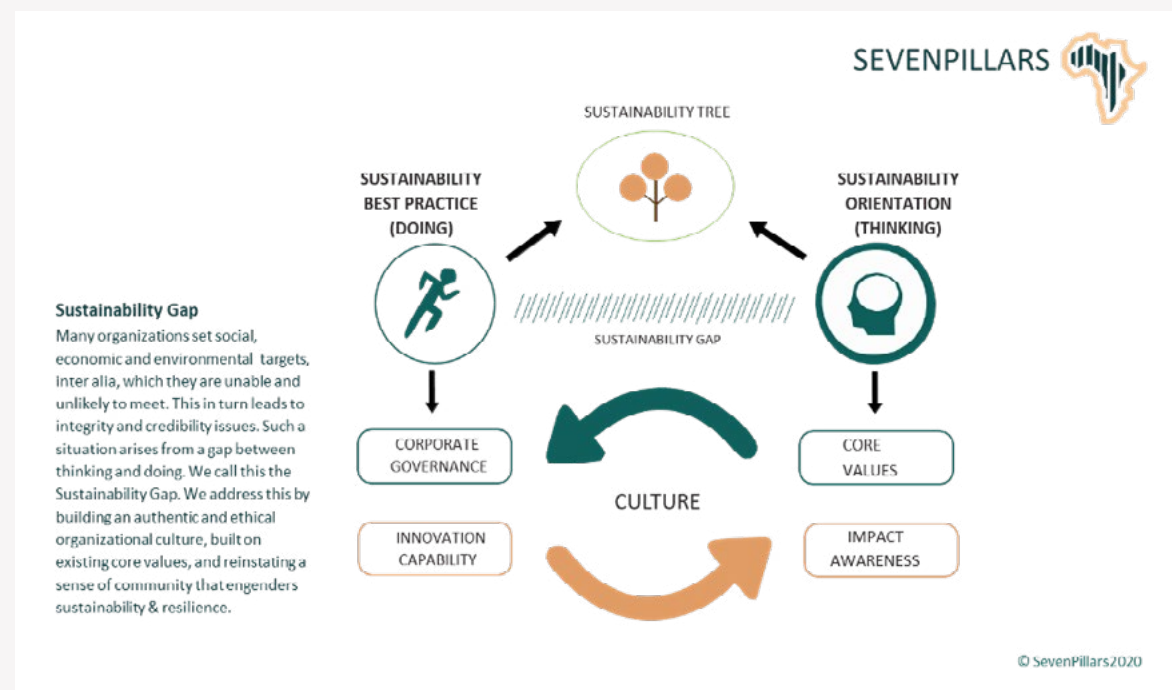 SEVENPILLARS
SUSTAINABILITY TREE
SUSTAINABILITY
BEST PRACTICE
(DOING)
SUSTAINABILITY
ORIENTATION
(THINKING)
Sustainability Gap
Many organizations set social,
economic and environmental targets,
inter alia, which they are unable and
unlikely to meet. This in turn leads to
integrity and credibility issues. Such a
situation arises from a gap between
thinking and doing. We call this the
Sustainability Gap. We address this by
building an authentic and ethical
organizational culture, built on
existing core values, and reinstating a
sense of community that engenders
sustainability & resilience.
SUSTAINABILITY GAP
CORPORATE
GOVERNANCE
CORE
VALUES
CULTURE
INNOVATION
CAPABILITY
IMPACT
AWARENESS
© SevenPillars2020